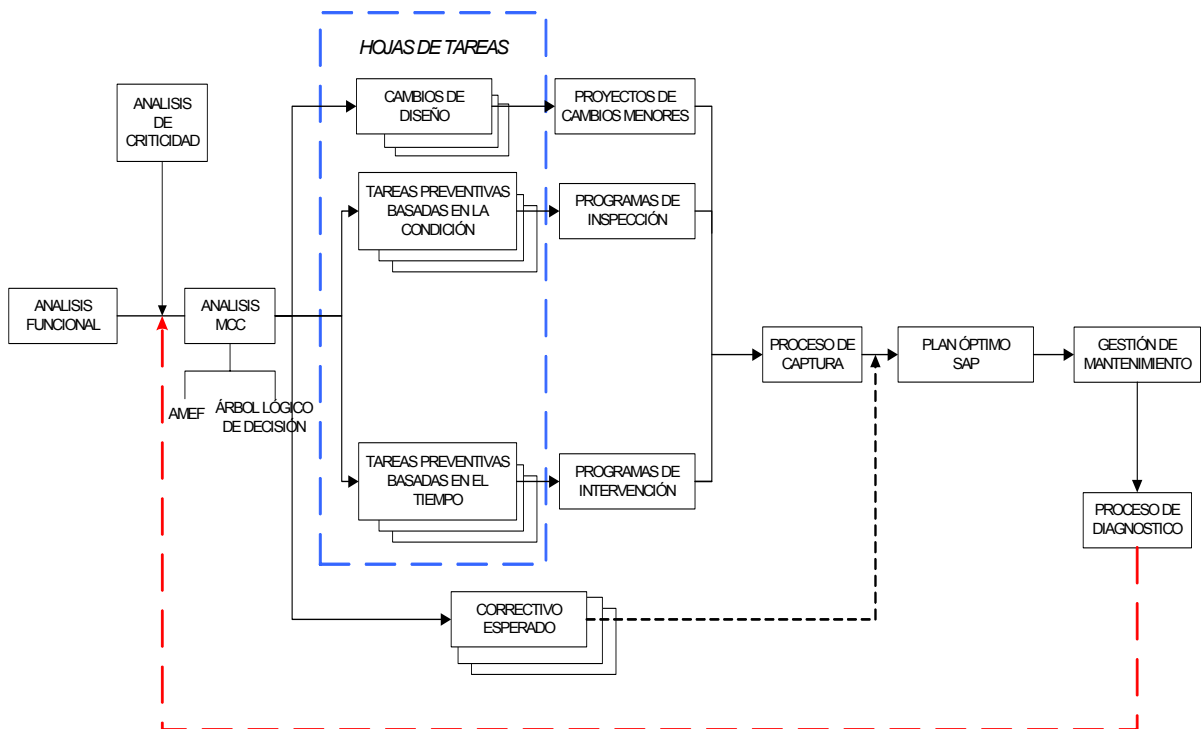 HOJAS DE TAREAS
ANALISIS
DE
CRITICIDAD
CAMBIOS DE
DISEÑO
PROYECTOS DE
CAMBIOS MENORES
TAREAS PREVENTIVAS
BASADAS EN LA
CONDICIÓN
PROGRAMAS DE
INSPECCIÓN
ANALISIS
FUNCIONAL
ANALISIS
MCC
AMEF
ÁRBOL LÓGICO
DE DECISIÓN
PROCESO DE
CAPTURA
PLAN ÓPTIMO
SAP
GESTIÓN DE
MANTENIMIENTO
TAREAS PREVENTIVAS
BASADAS EN EL
TIEMPO
PROGRAMAS DE
INTERVENCIÓN
PROCESO DE
DIAGNOSTICO
CORRECTIVO
ESPERADO